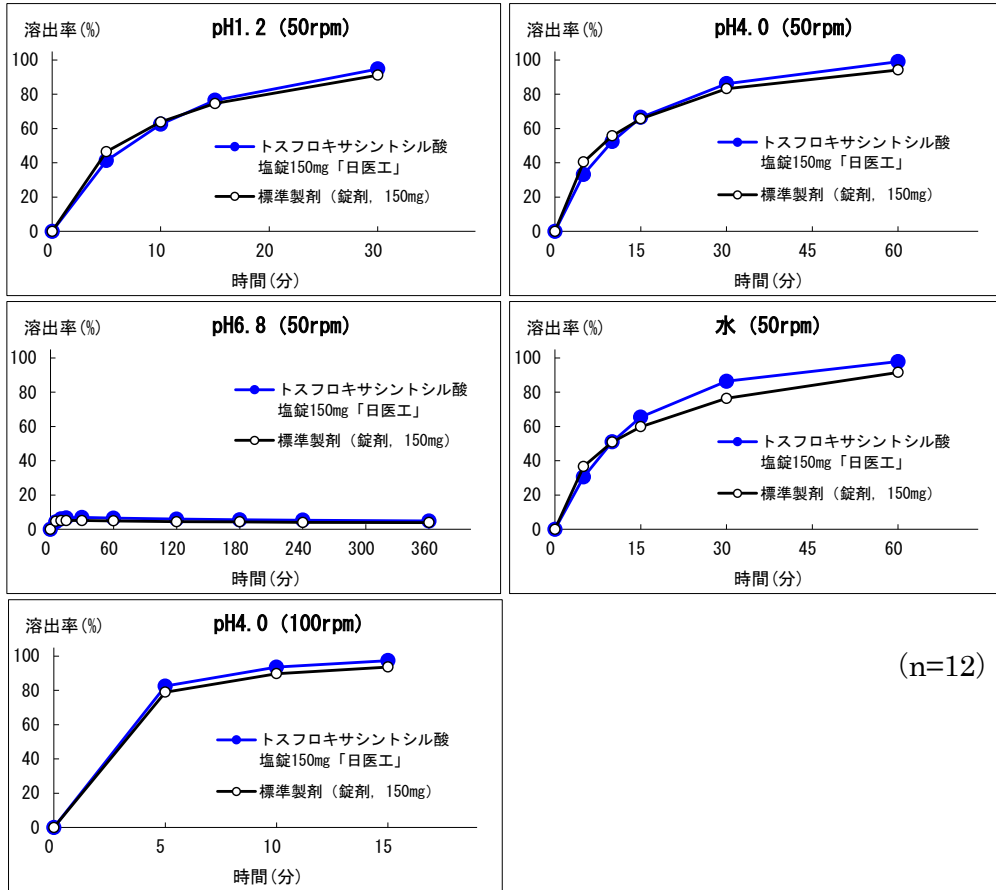 溶出率(%)
pH1.2 (50rpm)
100
80
60
40
20
0
トスフロキサシントシル酸
塩錠150mg「日医工」
標準製剤（錠剤, 150mg）
0
10
20
30
時間(分)
溶出率(%)
pH4.0 (50rpm)
100
80
60
40
20
0
トスフロキサシントシル酸
塩錠150mg「日医工」
標準製剤（錠剤, 150mg）
0
15
30
45
60
時間(分)
溶出率(%)
pH6.8 (50rpm)
100
80
60
40
20
0
トスフロキサシントシル酸
塩錠150mg「日医工」
標準製剤（錠剤, 150mg）
0
60
120
180
240
300
360
時間(分)
溶出率(%)
水 (50rpm)
100
80
60
40
20
0
トスフロキサシントシル酸
塩錠150mg「日医工」
標準製剤（錠剤, 150mg）
0
15
30
45
60
時間(分)
溶出率(%)
pH4.0 (100rpm)
100
80
60
40
20
0
トスフロキサシントシル酸
塩錠150mg「日医工」
標準製剤（錠剤, 150mg）
0
5
10
15
時間(分)
(n=12)